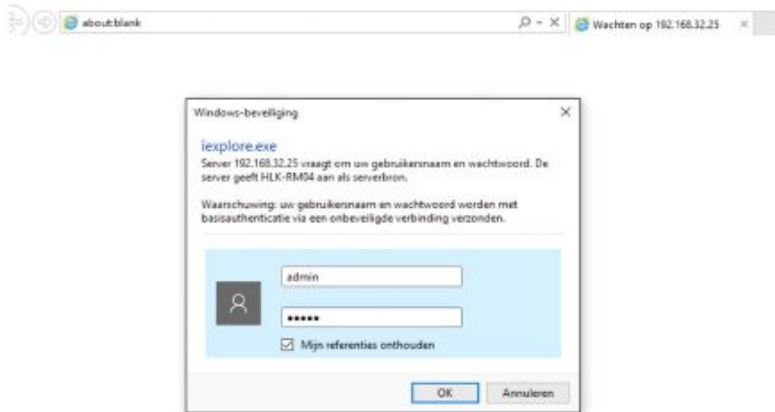 about:blank
Wachten op 192.168.32.25
Windows-beveiliging
iexplore.exe
Server 192.168.32.25 vraagt om uw gebruikersnaam en wachtwoord. De
server geeft HLK-RM04 aan als serverbron.
Waarschuwing: uw gebruikersnaam en wachtwoord worden met
basisauthenticatie via een onbeveiligde verbinding verzonden.
admin
•••••
Mijn referenties onthouden
OK
Annuleren